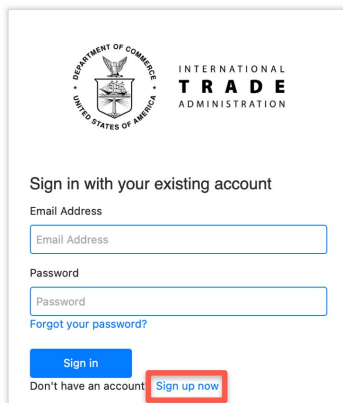 DEPARTMENT OF COMMERCE
UNITED STATES OF AMERICA
INTERNATIONAL
TRADE
ADMINISTRATION
Sign in with your existing account
Email Address
Email Address
Password
Password
Forgot your password?
Sign in
Don't have an account Sign up now